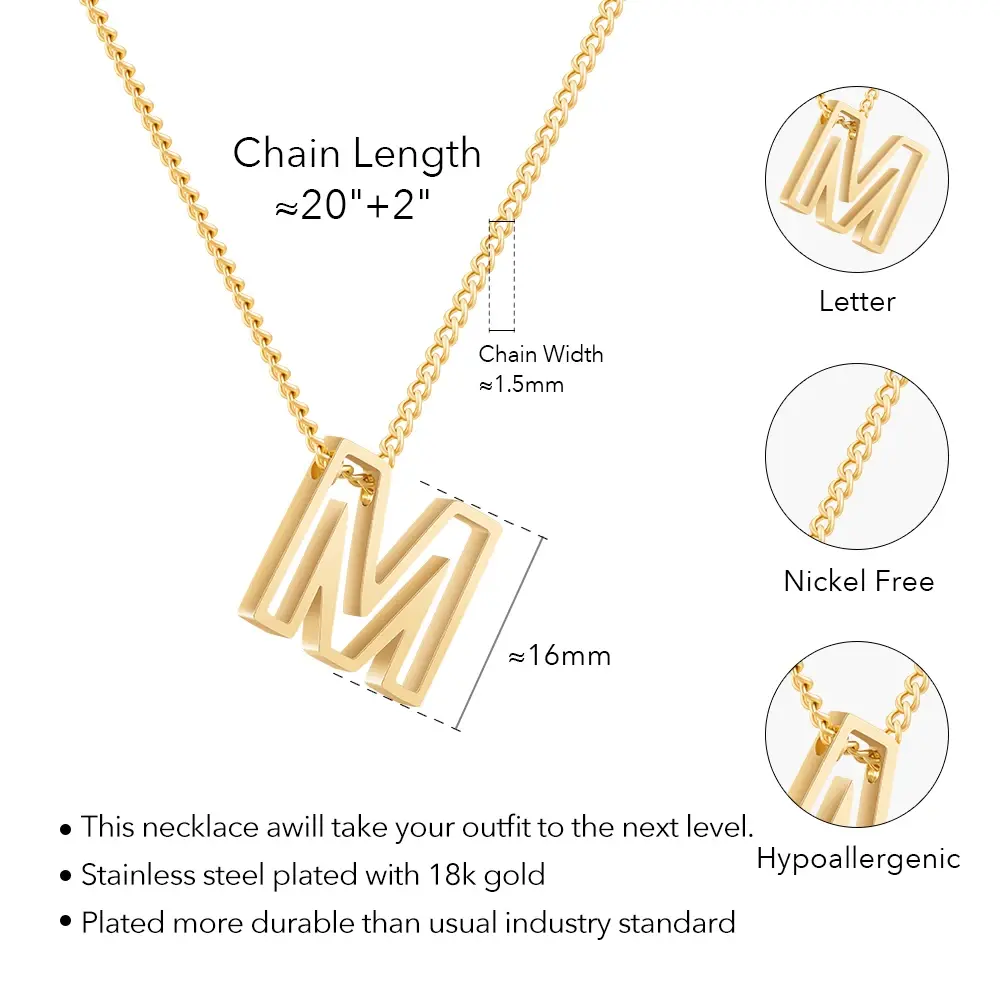 Chain Length
≈20"+2"
Chain Width
≈1.5mm
≈16mm
Letter
Nickel Free
Hypoallergenic
• This necklace awill take your outfit to the next level.
• Stainless steel plated with 18k gold
• Plated more durable than usual industry standard